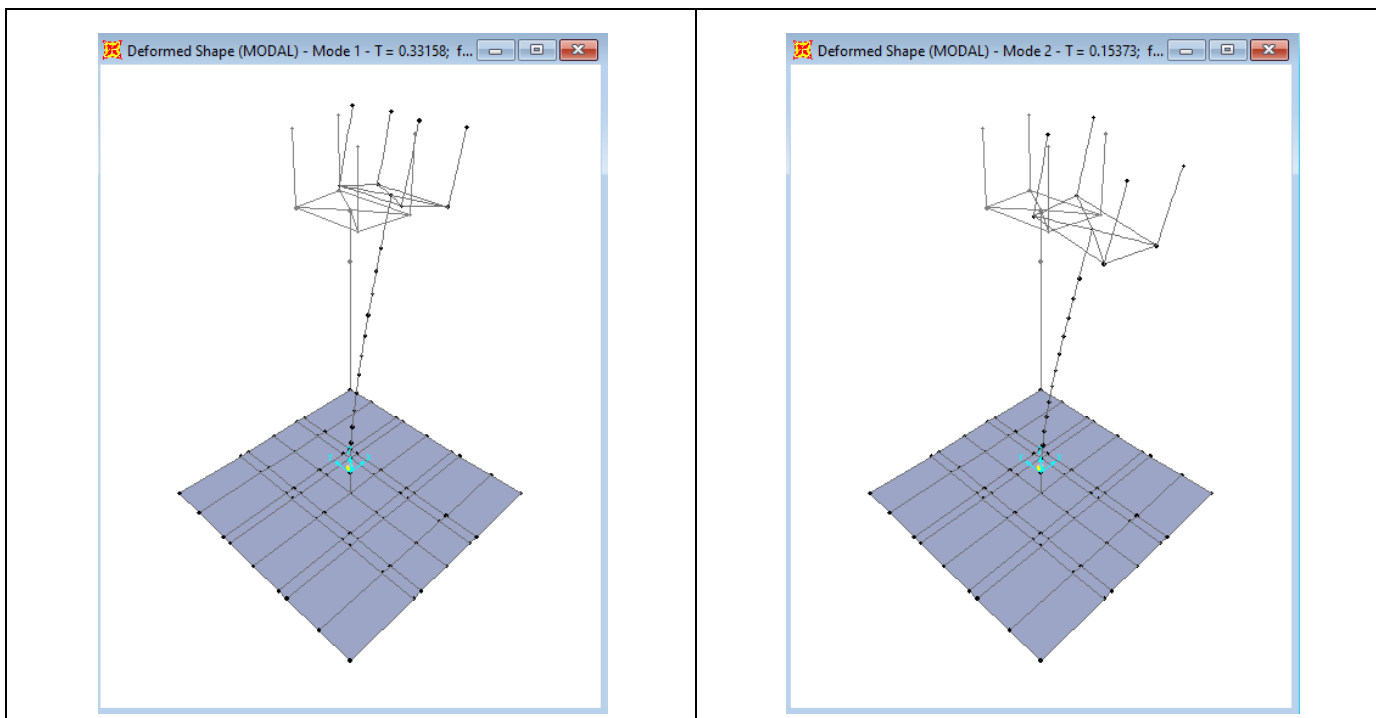 Deformed Shape (MODAL) - Mode 1 - T = 0.33158; f...
Deformed Shape (MODAL) - Mode 2 - T = 0.15373; f...